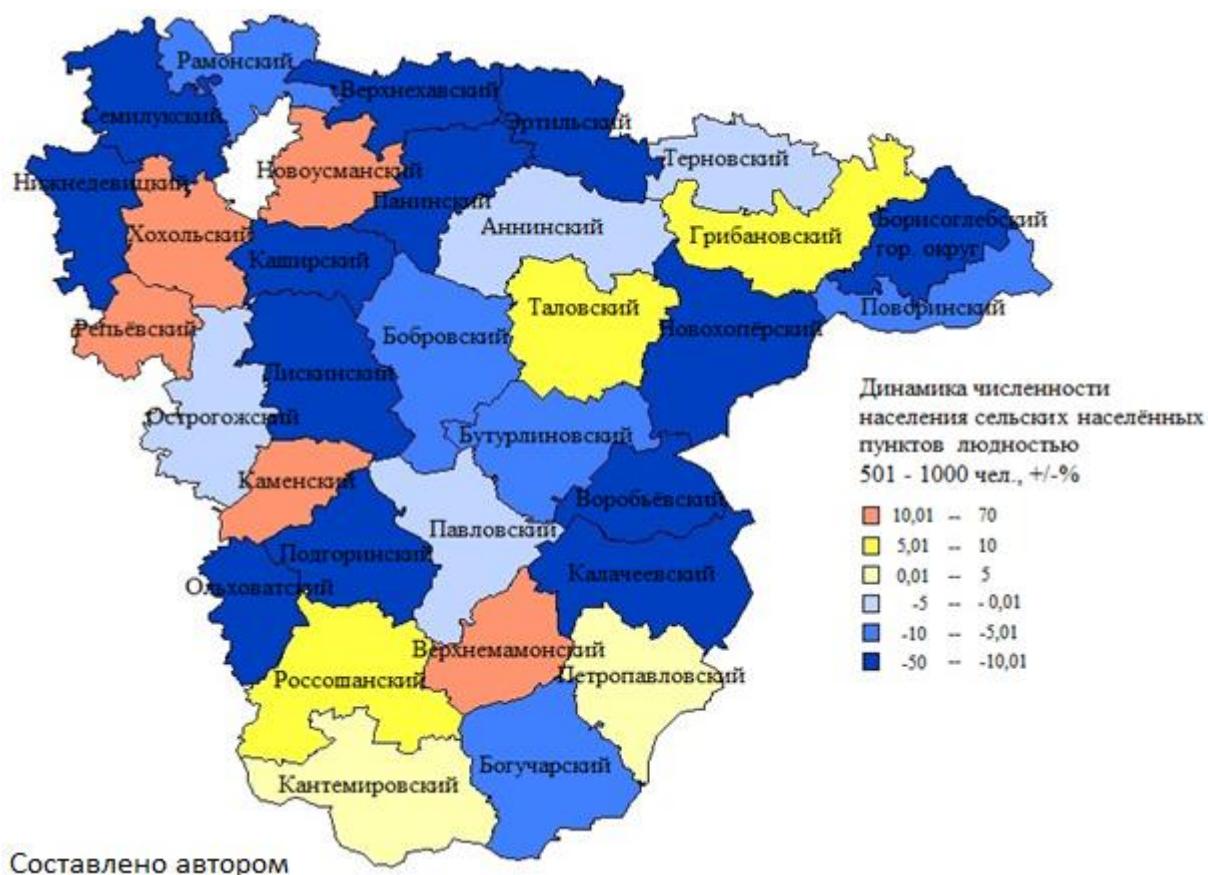 Рамонский
Верхнехавский
Семилукский
Эртильский
Терновский
Нижнедевицкий
Новоусманский
Панинский
Хохольский
Аннинский
Грибановский
Борисоглебский
гор. округ
Каширский
Поворинский
Репьёвский
Таловский
Новохопёрский
Бобровский
Лискинский
Острогожский
Бутурлиновский
Каменский
Воробьёвский
Павловский
Подгоринский
Калачеевский
Ольховатский
Верхнемамонский
Петропавловский
Россошанский
Кантемировский
Богучарский
Динамика численности
населения сельских населённых
пунктов людностью
501 - 1000 чел., +/-%
10,01 -- 70
5,01 -- 10
0,01 -- 5
-5 -- - 0,01
-10 -- -5,01
-50 -- -10,01
Составлено автором